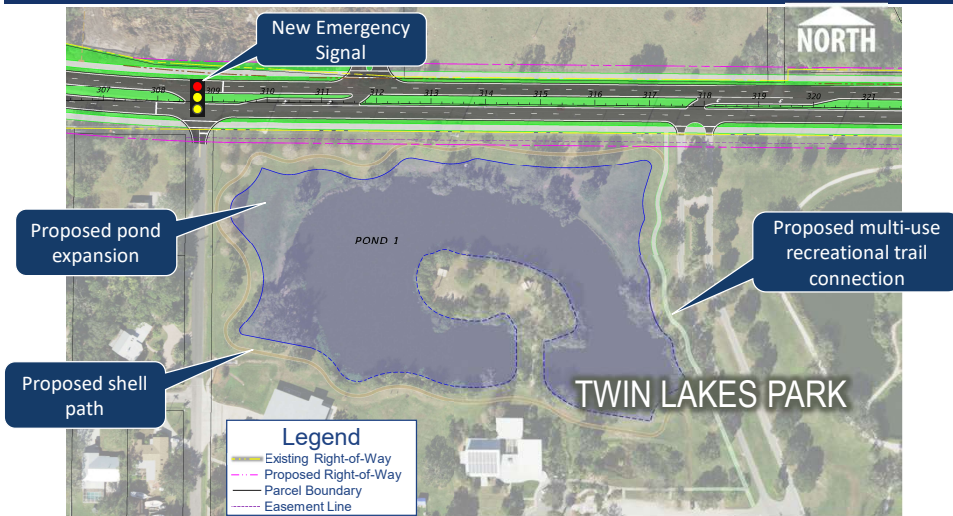 New Emergency
Signal
NORTH
307 308 309 310 311 312 313 314 315 316 317 318 319 320 321
Proposed pond
expansion
POND 1
Proposed multi-use
recreational trail
connection
Proposed shell
path
TWIN LAKES PARK
Legend
Existing Right-of-Way
Proposed Right-of-Way
Parcel Boundary
Easement Line